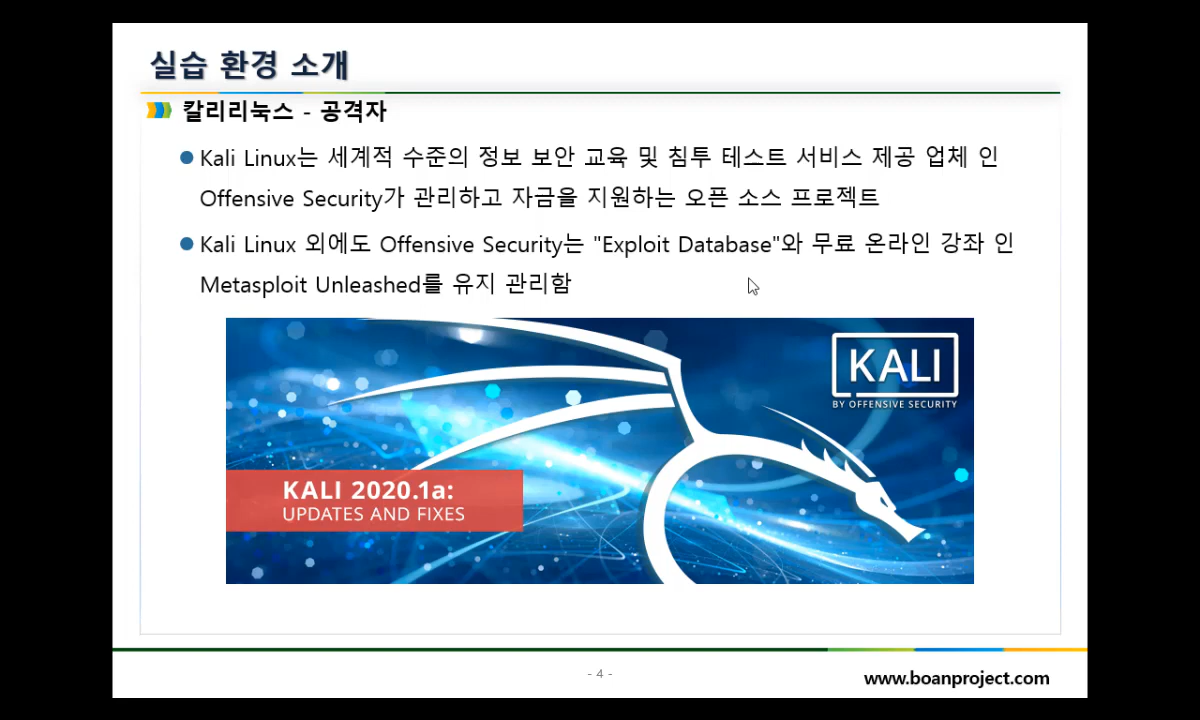 실습 환경 소개
칼리리눅스 - 공격자
Kali Linux는 세계적 수준의 정보 보안 교육 및 침투 테스트 서비스 제공 업체 인
Offensive Security가 관리하고 자금을 지원하는 오픈 소스 프로젝트
Kali Linux 외에도 Offensive Security는 "Exploit Database"와 무료 온라인 강좌 인
Metasploit Unleashed를 유지 관리함
KALI
BY OFFENSIVE SECURITY
KALI 2020.1a:
UPDATES AND FIXES
- 4 -
www.boanproject.com